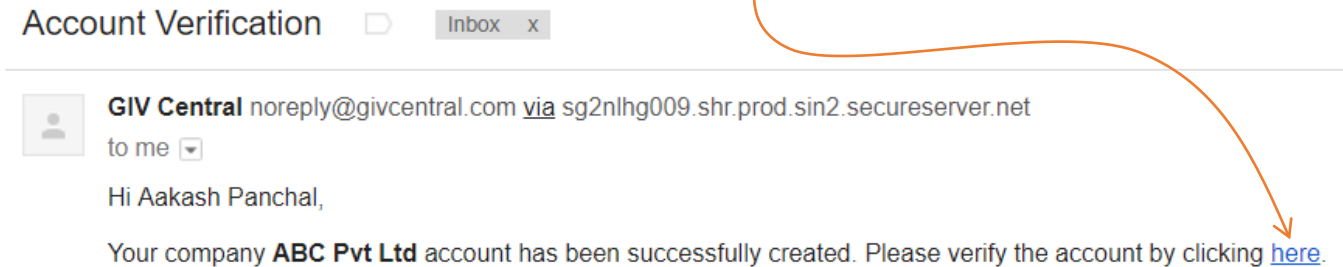 Account Verification Inbox x
GIV Central noreply@givcentral.com via sg2nlhg009.shr.prod.sin2.secureserver.net
to me
Hi Aakash Panchal,
Your company ABC Pvt Ltd account has been successfully created. Please verify the account by clicking here.